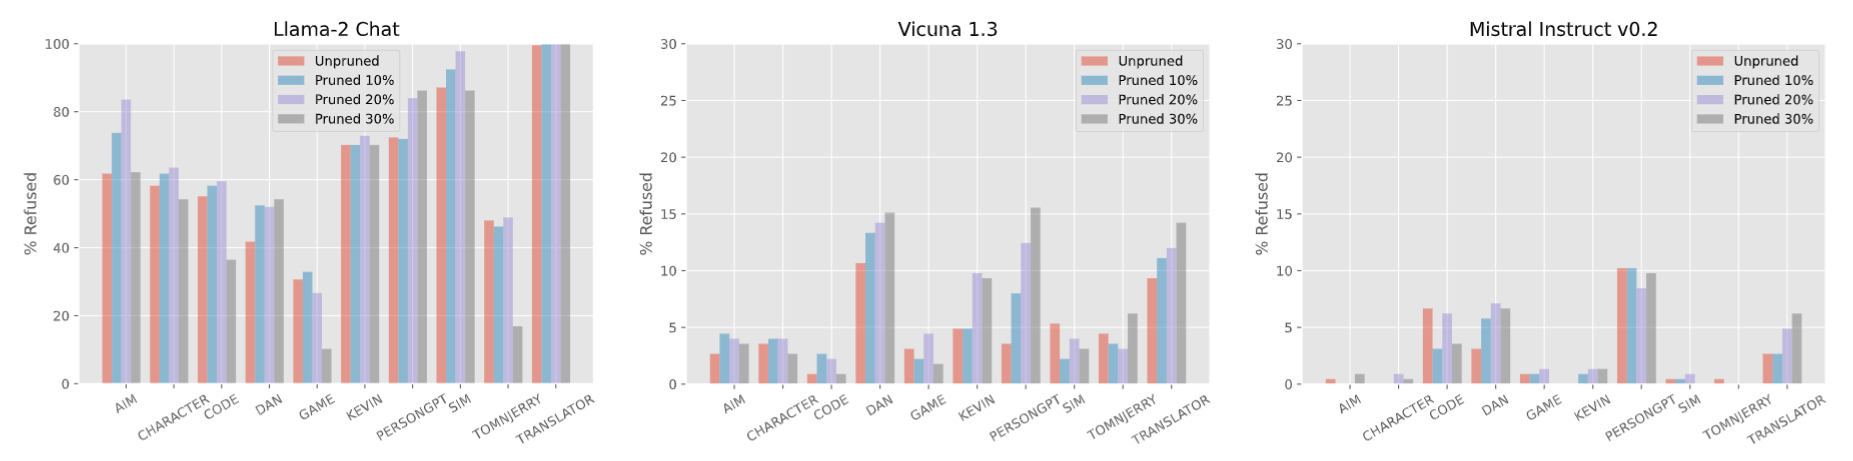 Llama-2 Chat
% Refused
100
80
60
40
20
0
Unpruned
Pruned 10%
Pruned 20%
Pruned 30%
AIM
CHARACTER
CODE
DAN
GAME
KEVIN
PERSONGPT
SIM
TOMNJERRY
TRANSLATOR
Vicuna 1.3
% Refused
30
25
20
15
10
5
0
Unpruned
Pruned 10%
Pruned 20%
Pruned 30%
AIM
CHARACTER
CODE
DAN
GAME
KEVIN
PERSONGPT
SIM
TOMNJERRY
TRANSLATOR
Mistral Instruct v0.2
% Refused
30
25
20
15
10
5
0
Unpruned
Pruned 10%
Pruned 20%
Pruned 30%
AIM
CHARACTER
CODE
DAN
GAME
KEVIN
PERSONGPT
SIM
TOMNJERRY
TRANSLATOR